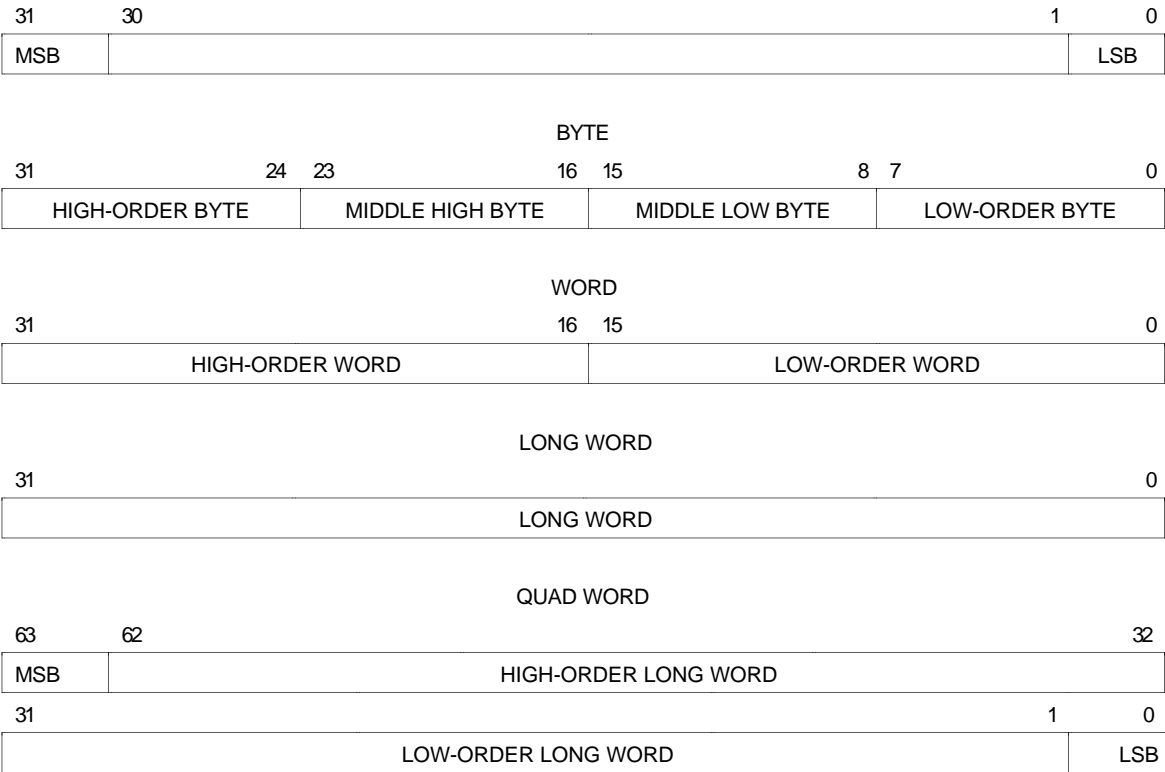 31 30 1 0
MSB LSB
BYTE
31 24 23 16 15 8 7 0
HIGH-ORDER BYTE MIDDLE HIGH BYTE MIDDLE LOW BYTE LOW-ORDER BYTE
WORD
31 16 15 0
HIGH-ORDER WORD LOW-ORDER WORD
LONG WORD
31 0
LONG WORD
QUAD WORD
63 62 32
MSB HIGH-ORDER LONG WORD
31 1 0
LOW-ORDER LONG WORD LSB